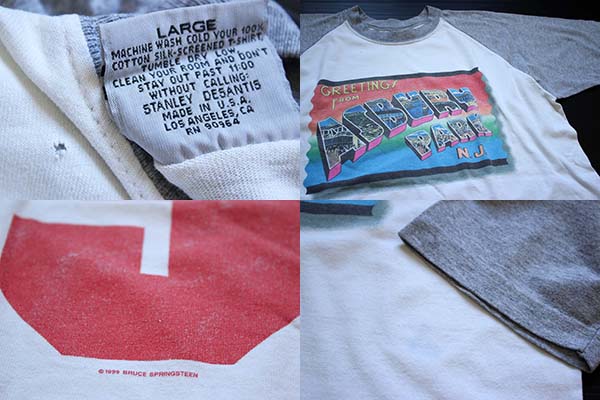 LARGE
MACHINE WASH COLD YOUR 100%
COTTON SILK-SCREENED T-SHIRT
TUMBLE DRY LOW
CLEAN YOUR ROOM AND DON'T
STAY OUT PAST 11:00
WITHOUT CALLING:
STANLEY DESANTIS
MADE IN U.S.A.
LOS ANGELES, CA
RN 90964
GREETINGS
FROM
ASBURY
PARK
NJ
© 1999 BRUCE SPRINGSTEEN